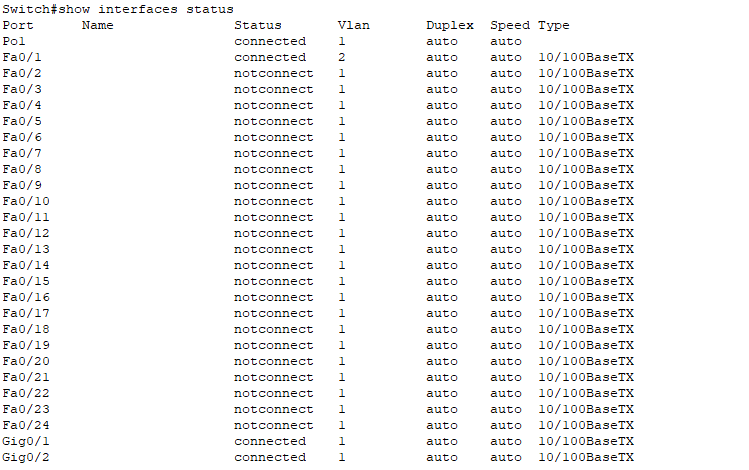 Switch#show interfaces status
Port Name Status Vlan Duplex Speed Type
Po1 connected 1 auto auto
Fa0/1 connected 2 auto auto 10/100BaseTX
Fa0/2 notconnect 1 auto auto 10/100BaseTX
Fa0/3 notconnect 1 auto auto 10/100BaseTX
Fa0/4 notconnect 1 auto auto 10/100BaseTX
Fa0/5 notconnect 1 auto auto 10/100BaseTX
Fa0/6 notconnect 1 auto auto 10/100BaseTX
Fa0/7 notconnect 1 auto auto 10/100BaseTX
Fa0/8 notconnect 1 auto auto 10/100BaseTX
Fa0/9 notconnect 1 auto auto 10/100BaseTX
Fa0/10 notconnect 1 auto auto 10/100BaseTX
Fa0/11 notconnect 1 auto auto 10/100BaseTX
Fa0/12 notconnect 1 auto auto 10/100BaseTX
Fa0/13 notconnect 1 auto auto 10/100BaseTX
Fa0/14 notconnect 1 auto auto 10/100BaseTX
Fa0/15 notconnect 1 auto auto 10/100BaseTX
Fa0/16 notconnect 1 auto auto 10/100BaseTX
Fa0/17 notconnect 1 auto auto 10/100BaseTX
Fa0/18 notconnect 1 auto auto 10/100BaseTX
Fa0/19 notconnect 1 auto auto 10/100BaseTX
Fa0/20 notconnect 1 auto auto 10/100BaseTX
Fa0/21 notconnect 1 auto auto 10/100BaseTX
Fa0/22 notconnect 1 auto auto 10/100BaseTX
Fa0/23 notconnect 1 auto auto 10/100BaseTX
Fa0/24 notconnect 1 auto auto 10/100BaseTX
Gig0/1 connected 1 auto auto 10/100BaseTX
Gig0/2 connected 1 auto auto 10/100BaseTX